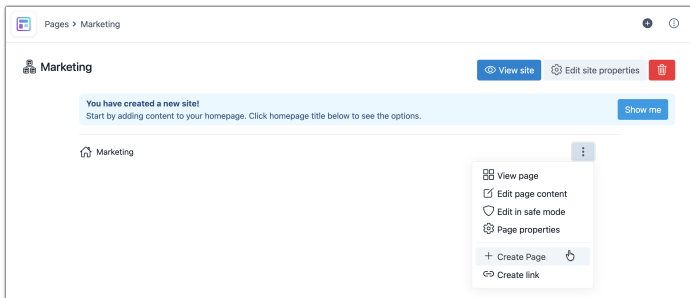 Pages > Marketing
Marketing
View site
Edit site properties
You have created a new site!
Start by adding content to your homepage. Click homepage title below to see the options.
Show me
Marketing
View page
Edit page content
Edit in safe mode
Page properties
Create Page
Create link